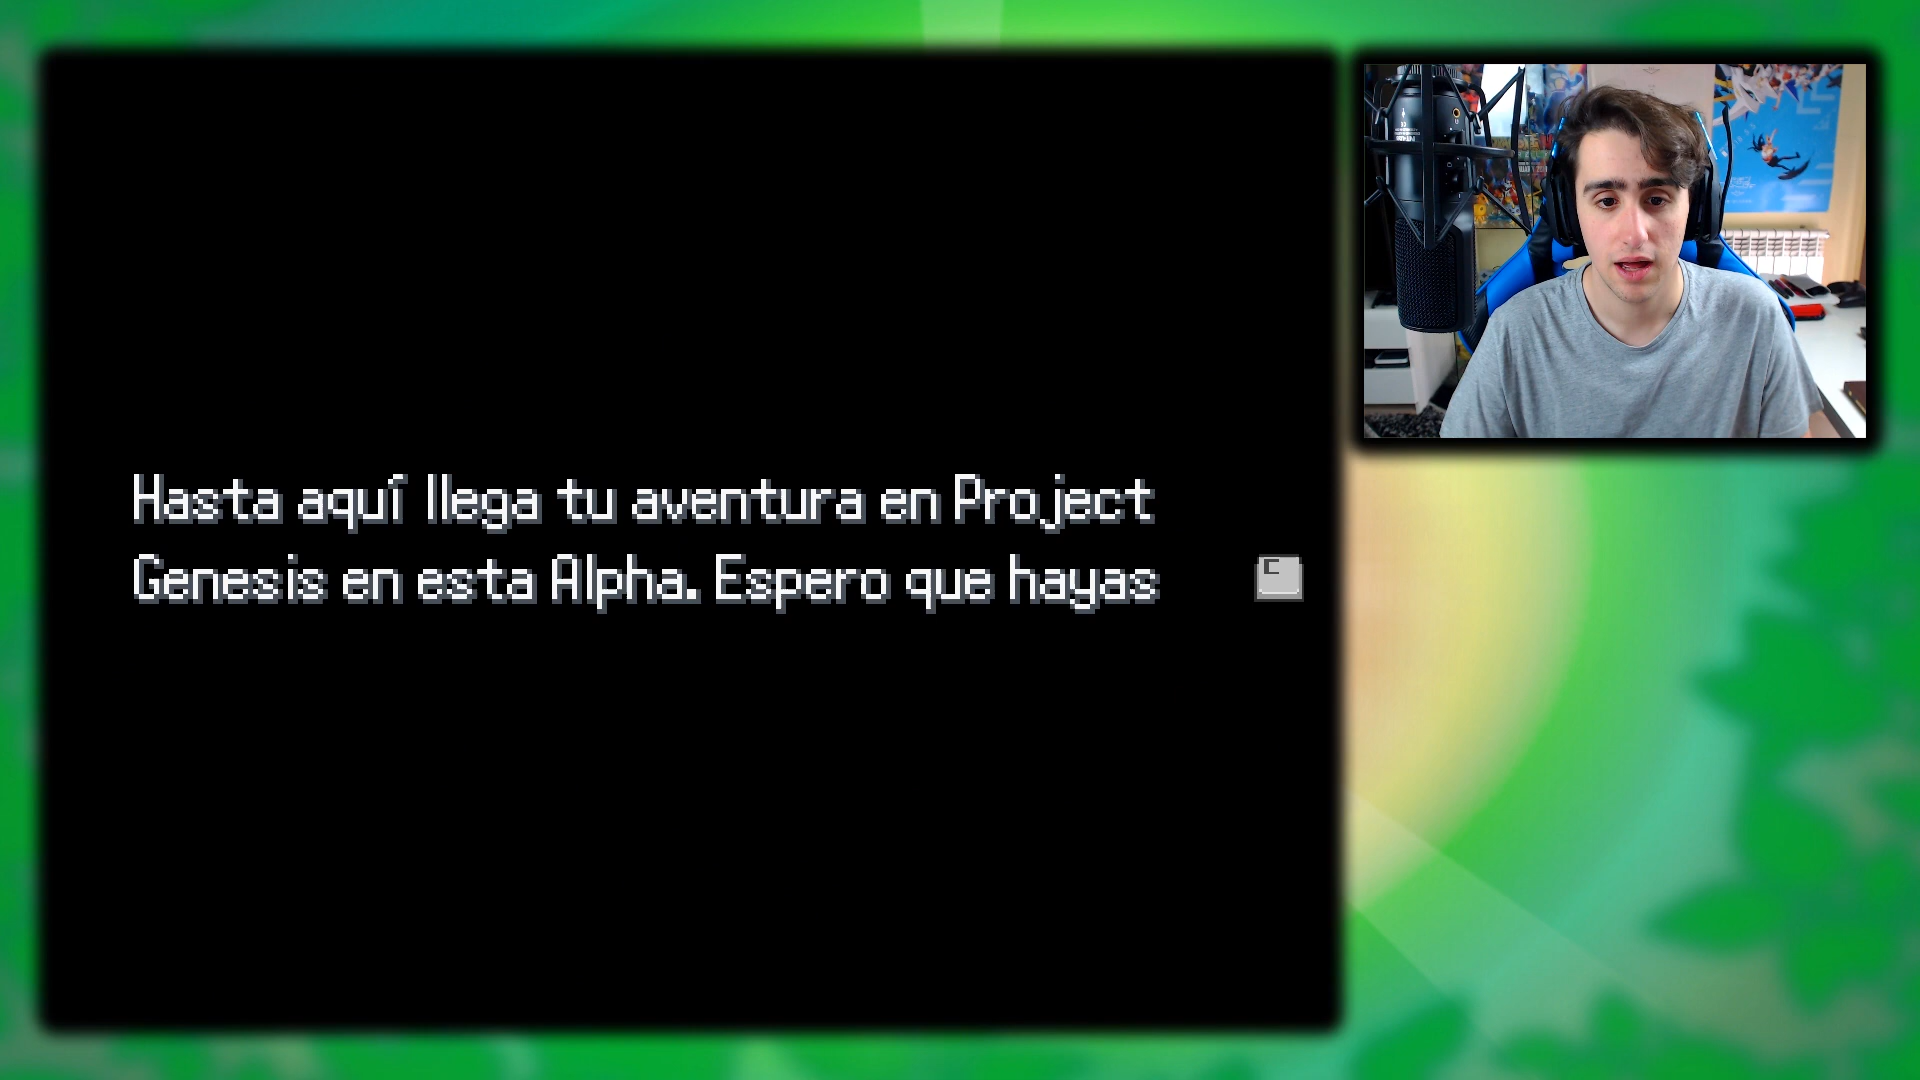 Hasta aquí llega tu aventura en Project
Genesis en esta Alpha. Espero que hayas
C